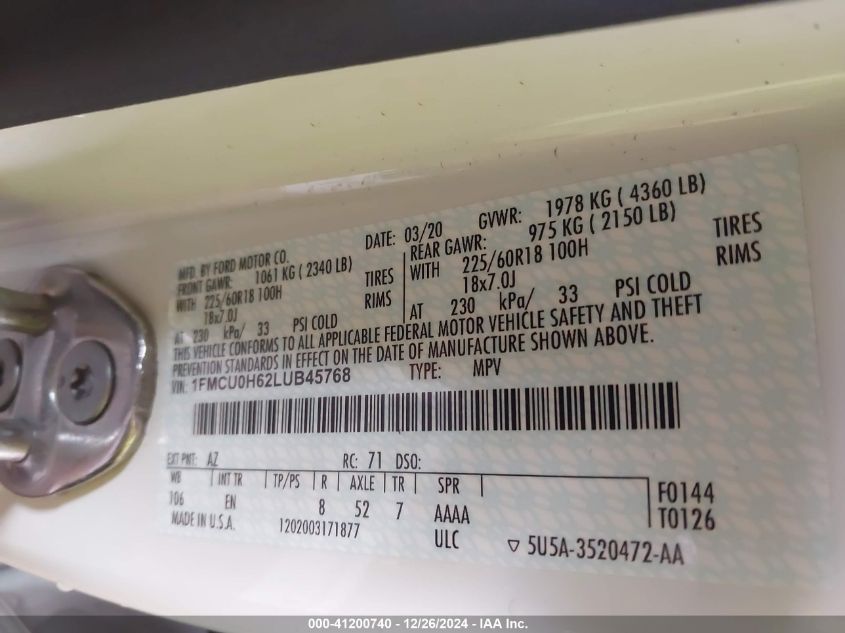 MFD. BY FORD MOTOR CO.
DATE: 03/20 GVWR: 1978 KG ( 4360 LB)
FRONT GAWR: 1061 KG ( 2340 LB)
WITH 225/60R18 100H TIRES
18x7.0J RIMS
AT 230 kPa/ 33 PSI COLD
REAR GAWR: 975 KG ( 2150 LB)
WITH 225/60R18 100H TIRES
18x7.0J RIMS
AT 230 kPa/ 33 PSI COLD
THIS VEHICLE CONFORMS TO ALL APPLICABLE FEDERAL MOTOR VEHICLE SAFETY AND THEFT
PREVENTION STANDARDS IN EFFECT ON THE DATE OF MANUFACTURE SHOWN ABOVE.
VIN: 1FMCU0H62LUB45768 TYPE: MPV
EXT PNT: AZ RC: 71 DSO:
WB INT TR TP/PS R AXLE TR SPR
106 EN 8 52 7 AAAA
F0144
T0126
MADE IN U.S.A. 1202003171877 ULC ▽ 5U5A-3520472-AA
000-41200740 - 12/26/2024 - IAA Inc.